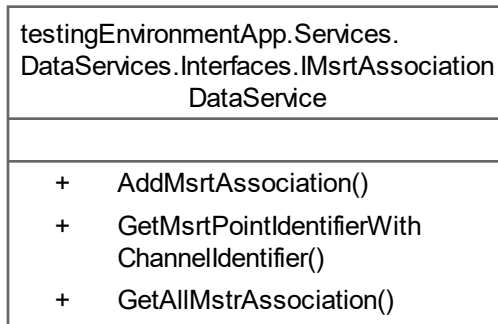 testingEnvironmentApp.Services.
DataServices.Interfaces.IMsrtAssociation
DataService
+ AddMsrtAssociation()
+ GetMsrtPointIdentifierWith
ChannelIdentifier()
+ GetAllMstrAssociation()